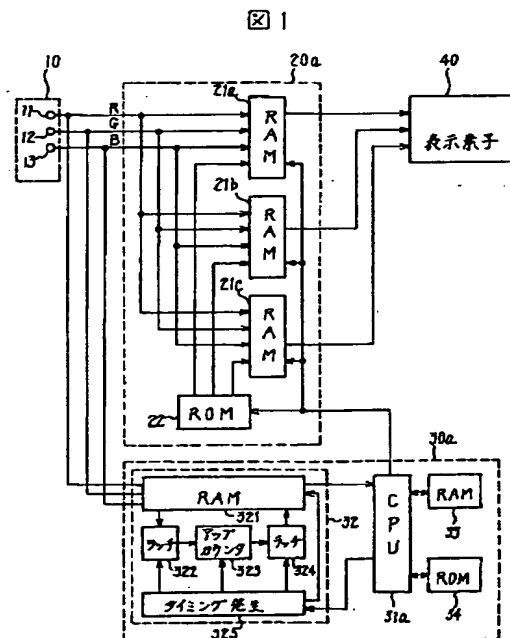 図 1
10
20a
40
11
12
13
R
G
B
21a
RAM
表示素子
21b
RAM
21c
RAM
22
ROM
30a
RAM
321
32
CPU
31a
RAM
33
ラッチ
322
アップカウンタ
323
ラッチ
324
ROM
34
タイミング発生
325